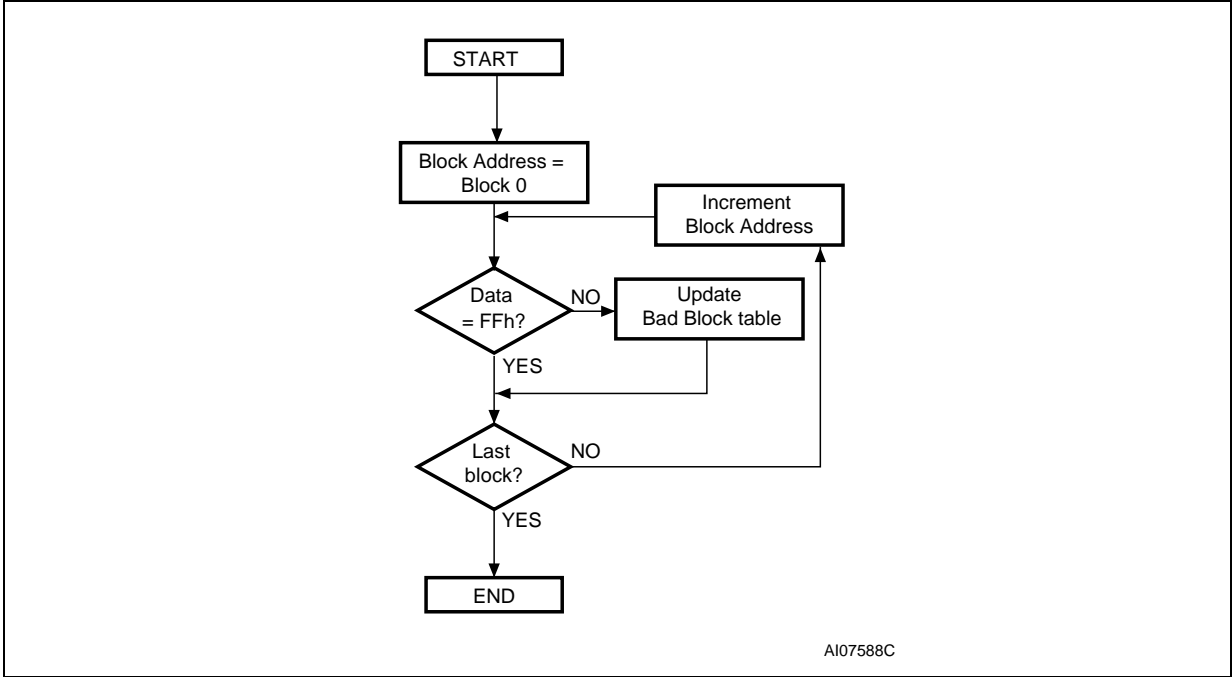 START
Block Address =
Block 0
Increment
Block Address
Data
= FFh?
NO
Update
Bad Block table
YES
Last
block?
NO
YES
END
AI07588C